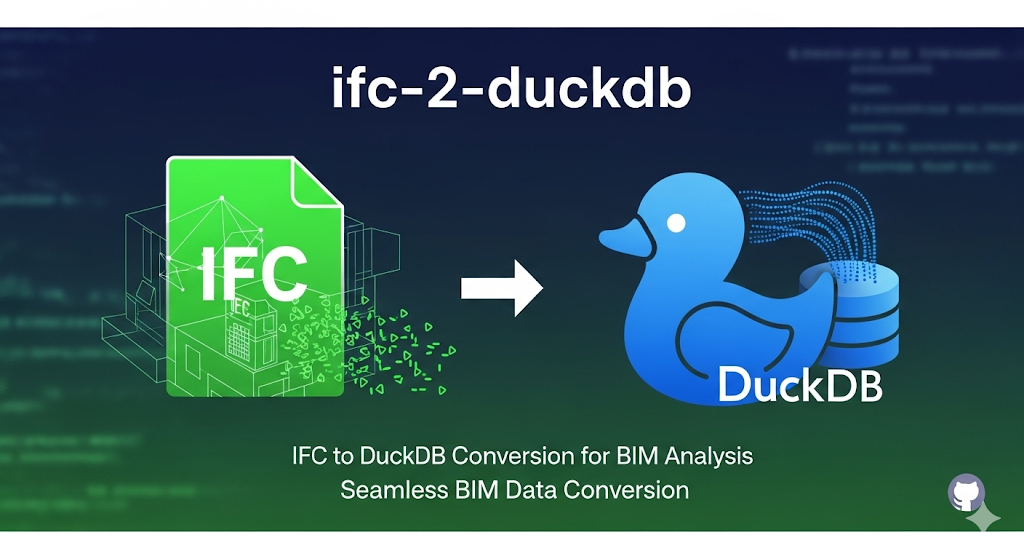 ifc-2-duckdb
IFC
IFC
DuckDB
IFC to DuckDB Conversion for BIM Analysis
Seamless BIM Data Conversion